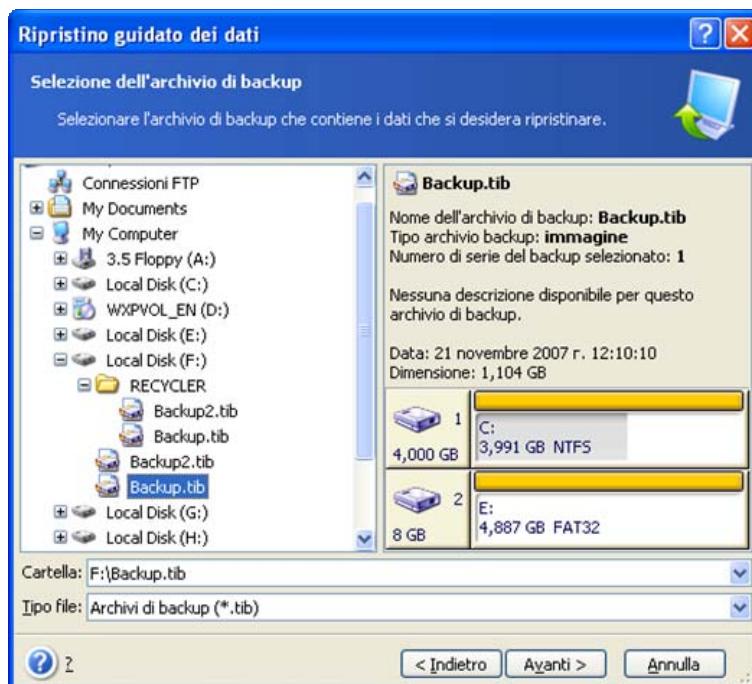 Ripristino guidato dei dati
Selezione dell'archivio di backup
Selezionare l'archivio di backup che contiene i dati che si desidera ripristinare.
Connessioni FTP
My Documents
My Computer
3.5 Floppy (A:)
Local Disk (C:)
WXPVOL_EN (D:)
Local Disk (E:)
Local Disk (F:)
RECYCLER
Backup2.tib
Backup.tib
Backup2.tib
Backup.tib
Local Disk (G:)
Local Disk (H:)
Backup.tib
Nome dell'archivio di backup: Backup.tib
Tipo archivio backup: immagine
Numero di serie del backup selezionato: 1
Nessuna descrizione disponibile per questo
archivio di backup.
Data: 21 novembre 2007 r. 12:10:10
Dimensione: 1,104 GB
1
4,000 GB
C:
3,991 GB NTFS
2
8 GB
E:
4,887 GB FAT32
Cartella: F:\Backup.tib
Tipo file: Archivi di backup (*.tib)
? < Indietro Avanti > Annulla